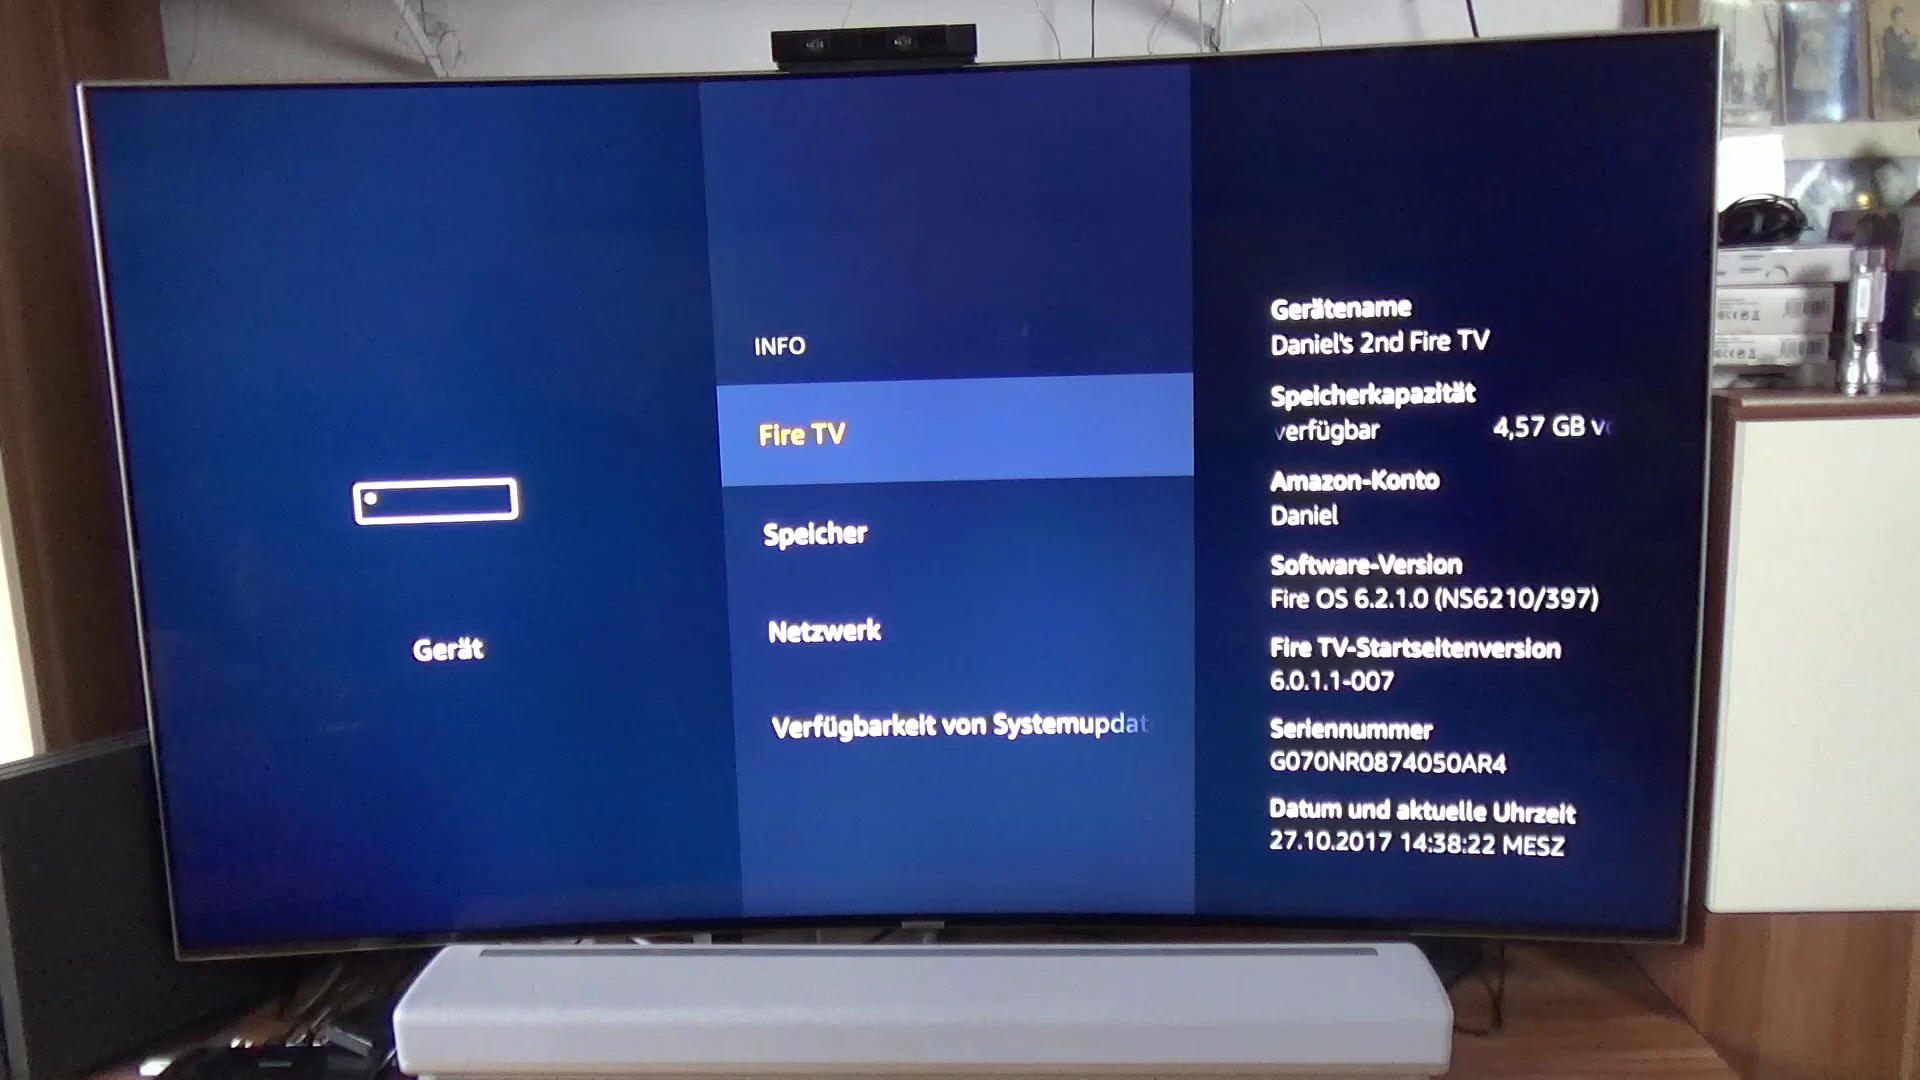 Gerät
INFO
Fire TV
Speicher
Netzwerk
Verfügbarkeit von Systemupdat
Gerätename
Daniel's 2nd Fire TV
Speicherkapazität
verfügbar 4,57 GB v
Amazon-Konto
Daniel
Software-Version
Fire OS 6.2.1.0 (NS6210/397)
Fire TV-Startseitenversion
6.0.1.1-007
Seriennummer
G070NR0874050AR4
Datum und aktuelle Uhrzeit
27.10.2017 14:38:22 MESZ